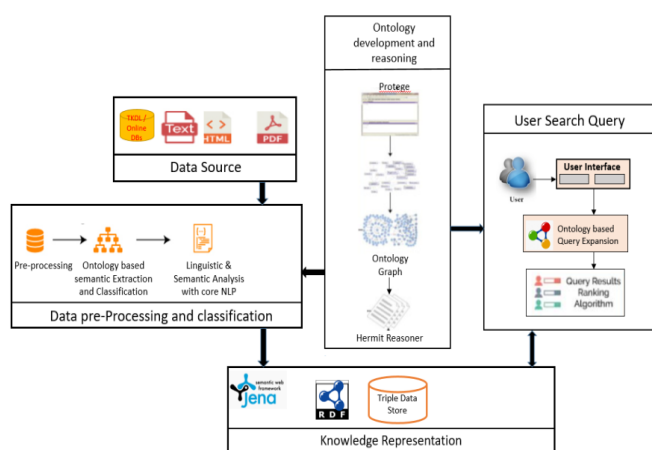 Ontology
development and
reasoning
Protege
Ontology
Graph
Hermit Reasoner
TKDL /
Online
DBs
Text
HTML
PDF
Data Source
Pre-processing
Ontology based
semantic Extraction
and Classification
Linguistic &
Semantic Analysis
with core NLP
Data pre-Processing and classification
User Search Query
User
User Interface
Ontology based
Query Expansion
Query Results
Ranking
Algorithm
semantic web
framework
jena
RDF
Triple Data
Store
Knowledge Representation